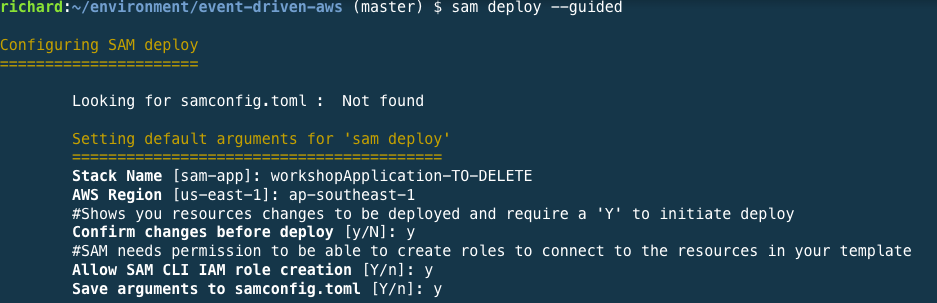 richard:~/environment/event-driven-aws (master) $ sam deploy --guided
Configuring SAM deploy
======================
Looking for samconfig.toml :  Not found
Setting default arguments for 'sam deploy'
=========================================
Stack Name [sam-app]: workshopApplication-TO-DELETE
AWS Region [us-east-1]: ap-southeast-1
#Shows you resources changes to be deployed and require a 'Y' to initiate deploy
Confirm changes before deploy [y/N]: y
#SAM needs permission to be able to create roles to connect to the resources in your template
Allow SAM CLI IAM role creation [Y/n]: y
Save arguments to samconfig.toml [Y/n]: y